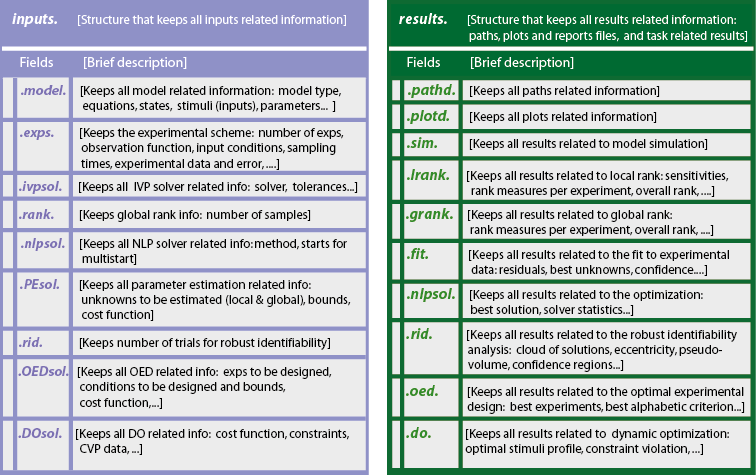 inputs. [Structure that keeps all inputs related information]
Fields [Brief description]
.model. [Keeps all model related information: model type,
equations, states, stimuli (inputs), parameters... ]
.exps. [Keeps the experimental scheme: number of exps,
observation function, input conditions, sampling
times, experimental data and error, ....]
.ivpsol. [Keeps all IVP solver related info: solver, tolerances...]
.rank. [Keeps global rank info: number of samples]
.nlpsol. [Keeps all NLP solver related info:method, starts for
multistart]
.PEsol. [Keeps all parameter estimation related info:
unknowns to be estimated (local & global), bounds,
cost function]
.rid. [Keeps number of trials for robust identifiability]
.OEDsol. [Keeps all OED related info: exps to be designed,
conditions to be designed and bounds,
cost function,...]
.DOsol. [Keeps all DO related info: cost function, constraints,
CVP data, ...]
results. [Structure that keeps all results related information:
paths, plots and reports files, and task related results]
Fields [Brief description]
.pathd. [Keeps all paths related information]
.plotd. [Keeps all plots related information]
.sim. [Keeps all results related to model simulation]
.lrank. [Keeps all results related to local rank: sensitivities,
rank measures per experiment, overall rank, ....]
.grank. [Keeps all results related to global rank:
rank measures per experiment, overall rank, ....]
.fit. [Keeps all results related to the fit to experimental
data: residuals, best unknowns, confidence....]
.nlpsol. [Keeps all results related to the optimization:
best solution, solver statistics...]
.rid. [Keeps all results related to the robust identifiability
analysis: cloud of solutions, eccentricity, pseudo-
volume, confidence regions...]
.oed. [Keeps all results related to the optimal experimental
design: best experiments, best alphabetic criterion...]
.do. [Keeps all results related to dynamic optimization:
optimal stimuli profile, constraint violation, ...]